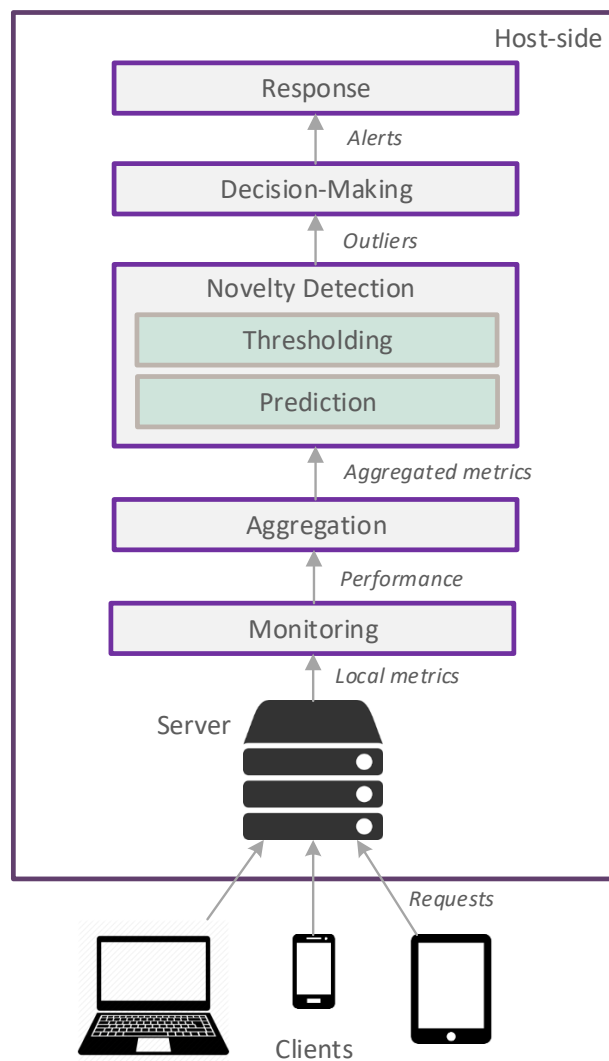 Host-side
Response
Alerts
Decision-Making
Outliers
Novelty Detection
Thresholding
Prediction
Aggregated metrics
Aggregation
Performance
Monitoring
Local metrics
Server
Requests
Clients